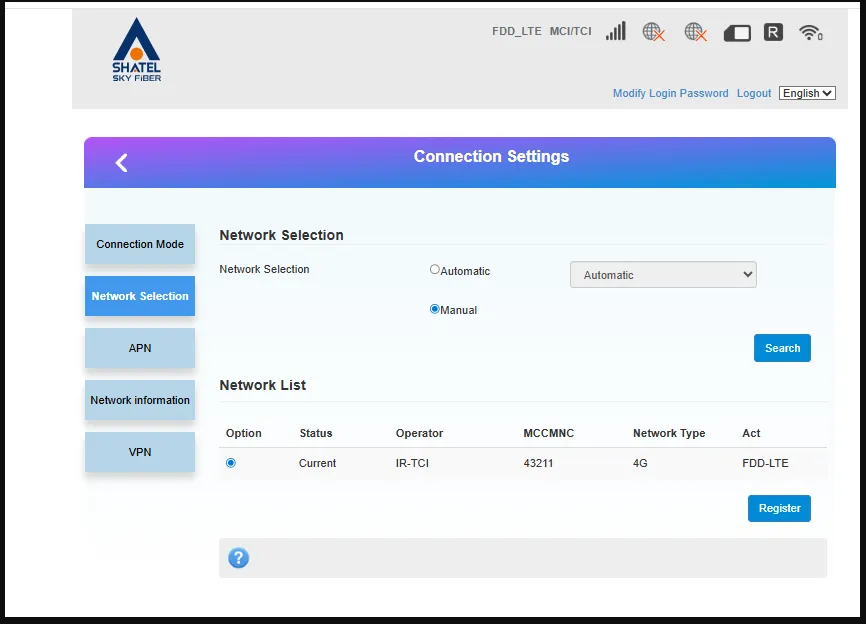 FDD_LTE MCI/TCI
R
0
SHATEL
SKY FiBER
Modify Login Password Logout English
Connection Settings
Connection Mode
Network Selection
APN
Network information
VPN
Network Selection
Network Selection
Automatic
Automatic
Manual
Search
Network List
Option Status Operator MCCMNC Network Type Act
Current IR-TCI 43211 4G FDD-LTE
Register
?